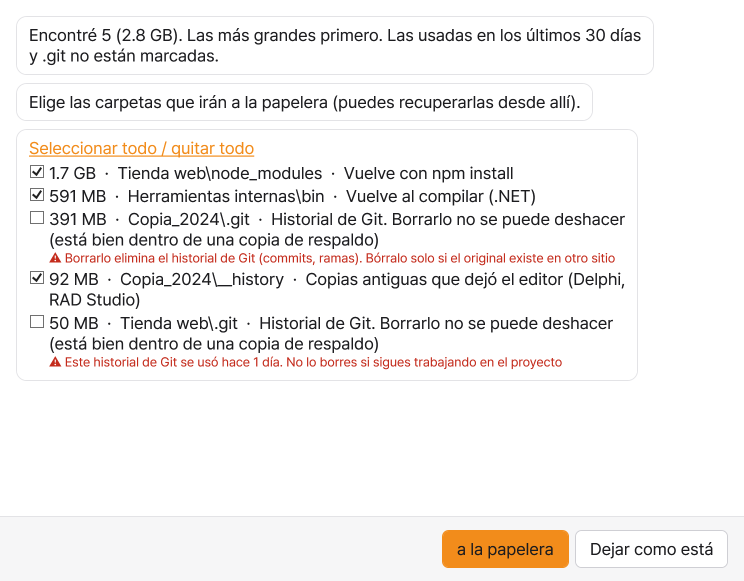 Encontré 5 (2.8 GB). Las más grandes primero. Las usadas en los últimos 30 días
y .git no están marcadas.
Elige las carpetas que irán a la papelera (puedes recuperarlas desde allí).
Seleccionar todo / quitar todo
1.7 GB · Tienda web\node_modules · Vuelve con npm install
591 MB · Herramientas internas\bin · Vuelve al compilar (.NET)
391 MB · Copia_2024\.git · Historial de Git. Borrarlo no se puede deshacer
(está bien dentro de una copia de respaldo)
⚠ Borrarlo elimina el historial de Git (commits, ramas). Bórralo solo si el original existe en otro sitio
92 MB · Copia_2024\__history · Copias antiguas que dejó el editor (Delphi,
RAD Studio)
50 MB · Tienda web\.git · Historial de Git. Borrarlo no se puede deshacer
(está bien dentro de una copia de respaldo)
⚠ Este historial de Git se usó hace 1 día. No lo borres si sigues trabajando en el proyecto
a la papelera
Dejar como está